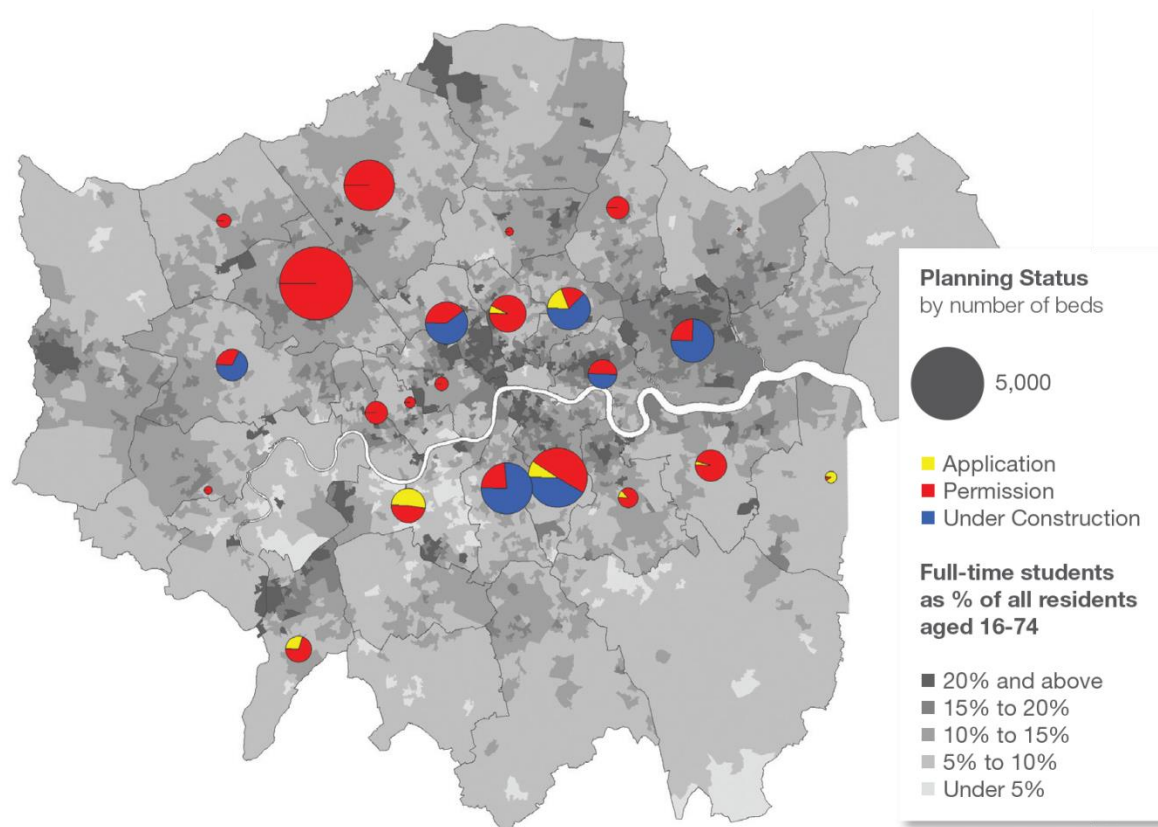 Planning Status
by number of beds
5,000
Application
Permission
Under Construction
Full-time students
as % of all residents
aged 16-74
20% and above
15% to 20%
10% to 15%
5% to 10%
Under 5%